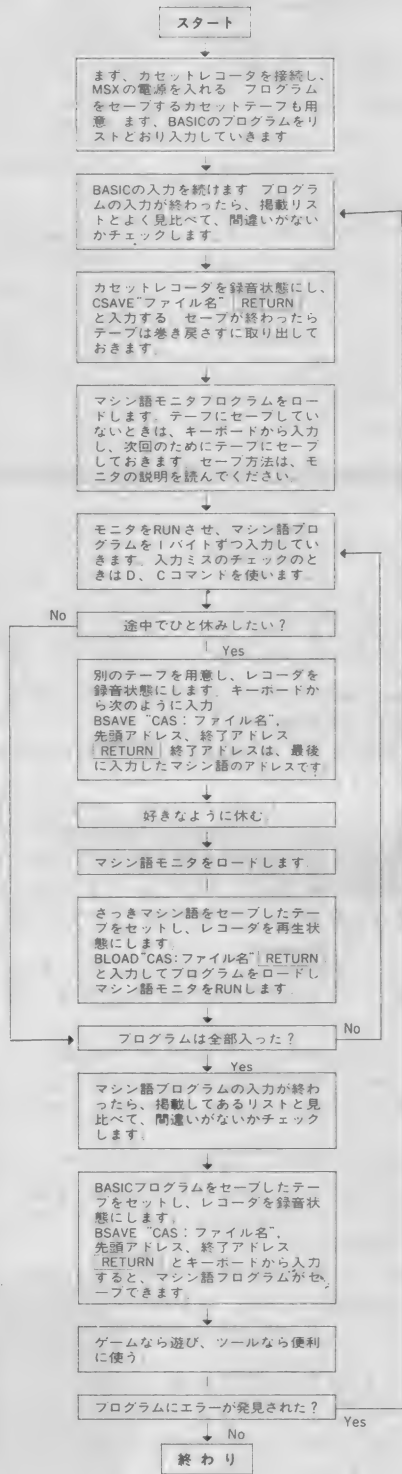 スタート
まず、カセットレコーダを接続し、
MSXの電源を入れる プログラム
をセーブするカセットテープも用
意 まず、BASICのプログラムをリ
ストどおり入力していきます
BASICの入力を続けます プログラ
ムの入力が終わったら、掲載リス
トとよく見比べて、間違いがない
かチェックします.
カセットレコーダを録音状態にし、
CSAVE"ファイル名" RETURN
と入力する セーブが終わったら
テープは巻き戻さずに取り出して
おきます.
マシン語モニタプログラムをロー
ドします. テープにセーブしてい
ないときは、キーボードから入力
し、次回のためにテープにセーブ
しておきます セーブ方法は、モ
ニタの説明を読んでください.
モニタをRUNさせ、マシン語プロ
グラムを1バイトずつ入力してい
きます. 入力ミスのチェックのと
きはD、Cコマンドを使います.
No
途中でひと休みしたい?
Yes
別のテープを用意し、レコーダを
録音状態にします. キーボードか
ら次のように入力
BSAVE "CAS:ファイル名",
先頭アドレス、終了アドレス
RETURN 終了アドレスは、最後
に入力したマシン語のアドレスです
好きなように休む.
マシン語モニタをロードします.
さっきマシン語をセーブしたテー
プをセットし、レコーダを再生状
態にします
BLOAD"CAS:ファイル名" RETURN
と入力してプログラムをロードし
マシン語モニタをRUNします.
プログラムは全部入った?
No
Yes
マシン語プログラムの入力が終わ
ったら、掲載してあるリストと見
比べて、間違いがないかチェック
します.
BASICプログラムをセーブしたテー
プをセットし、レコーダを録音状
態にします.
BSAVE "CAS:ファイル名",
先頭アドレス、終了アドレス
RETURN とキーボードから入力
すると、マシン語プログラムがセ
ーブできます.
ゲームなら遊び、ツールなら便利
に使う
プログラムにエラーが発見された?
Yes
No
終わり